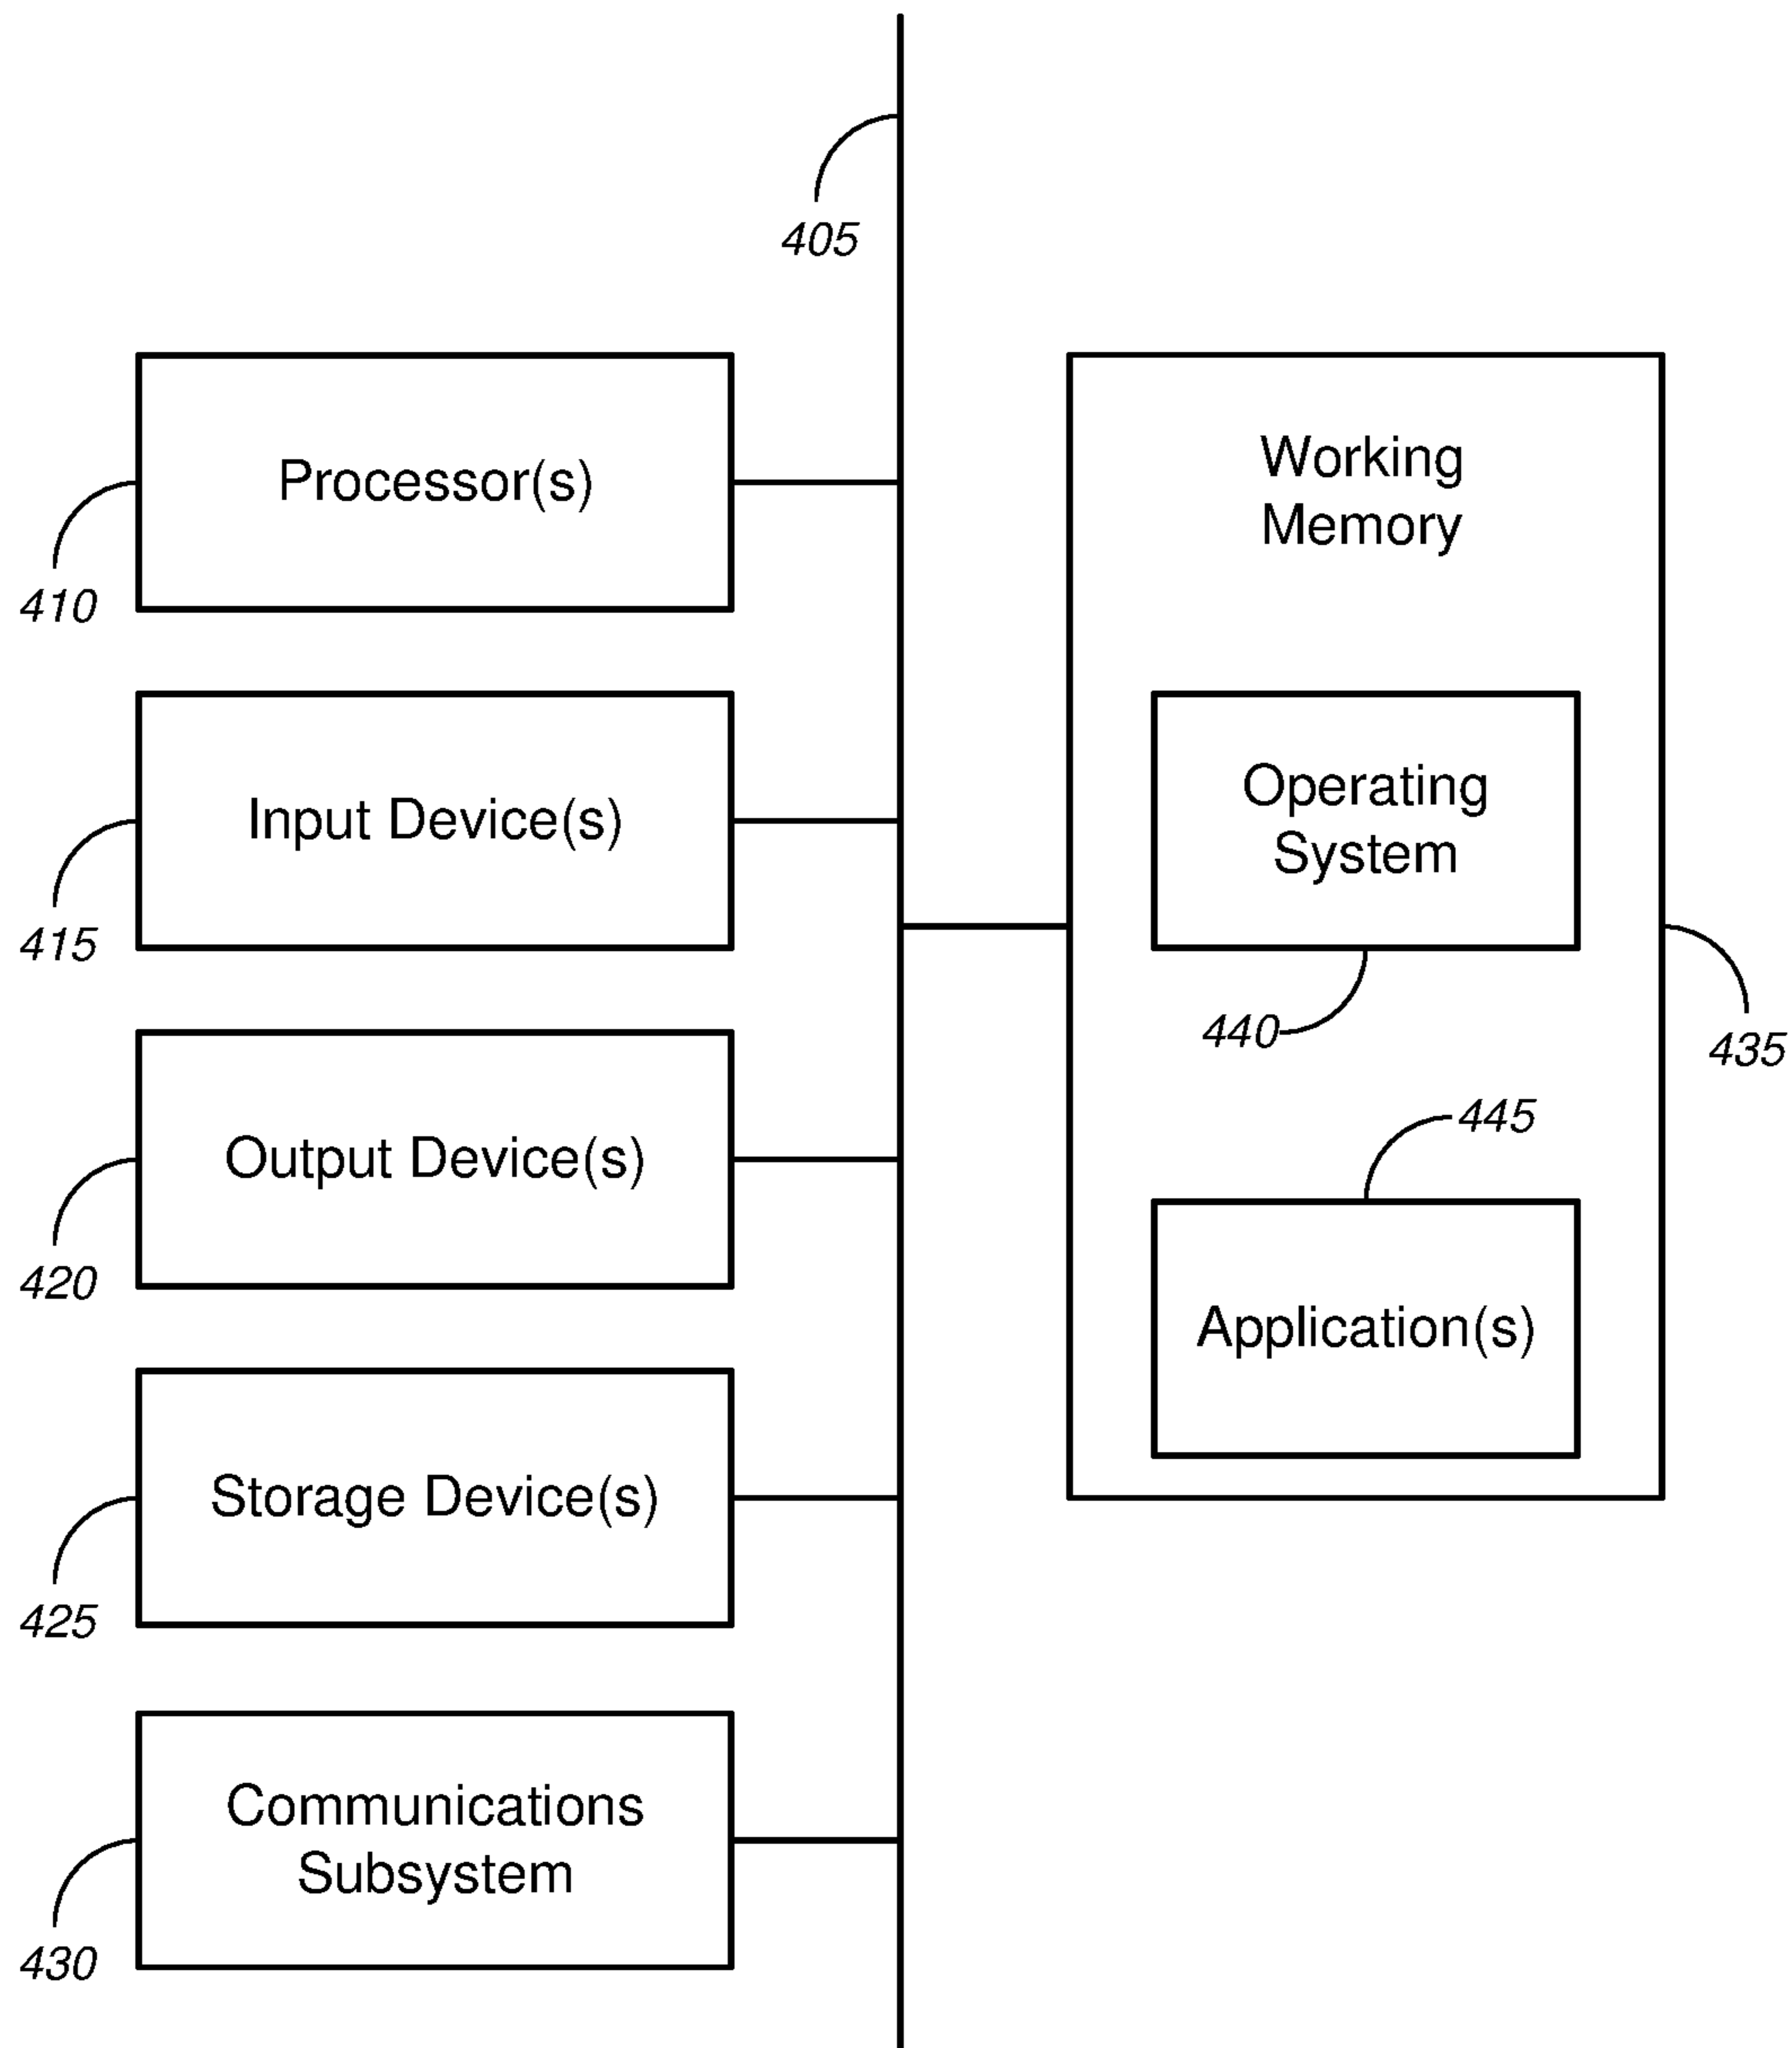 405
Processor(s)
410
Input Device(s)
415
Output Device(s)
420
Storage Device(s)
425
Communications
Subsystem
430
Working
Memory
Operating
System
440
435
445
Application(s)